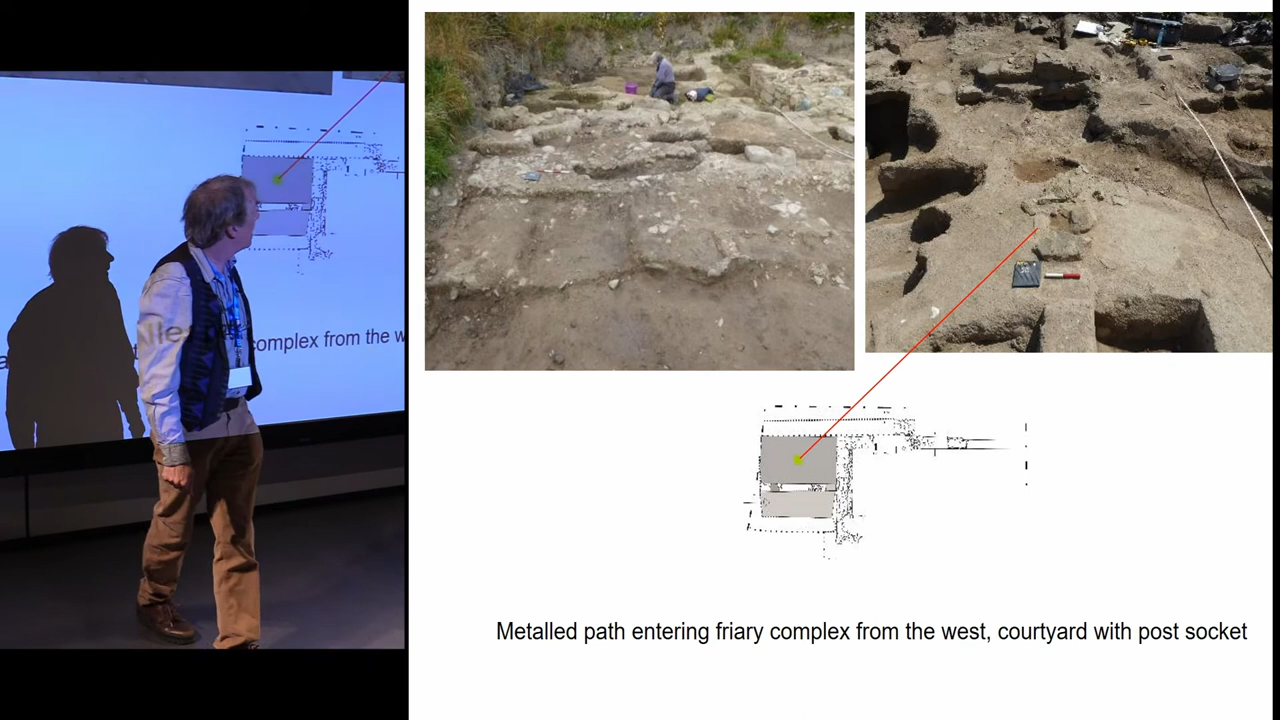 complex from the w
Metalled path entering friary complex from the west, courtyard with post socket